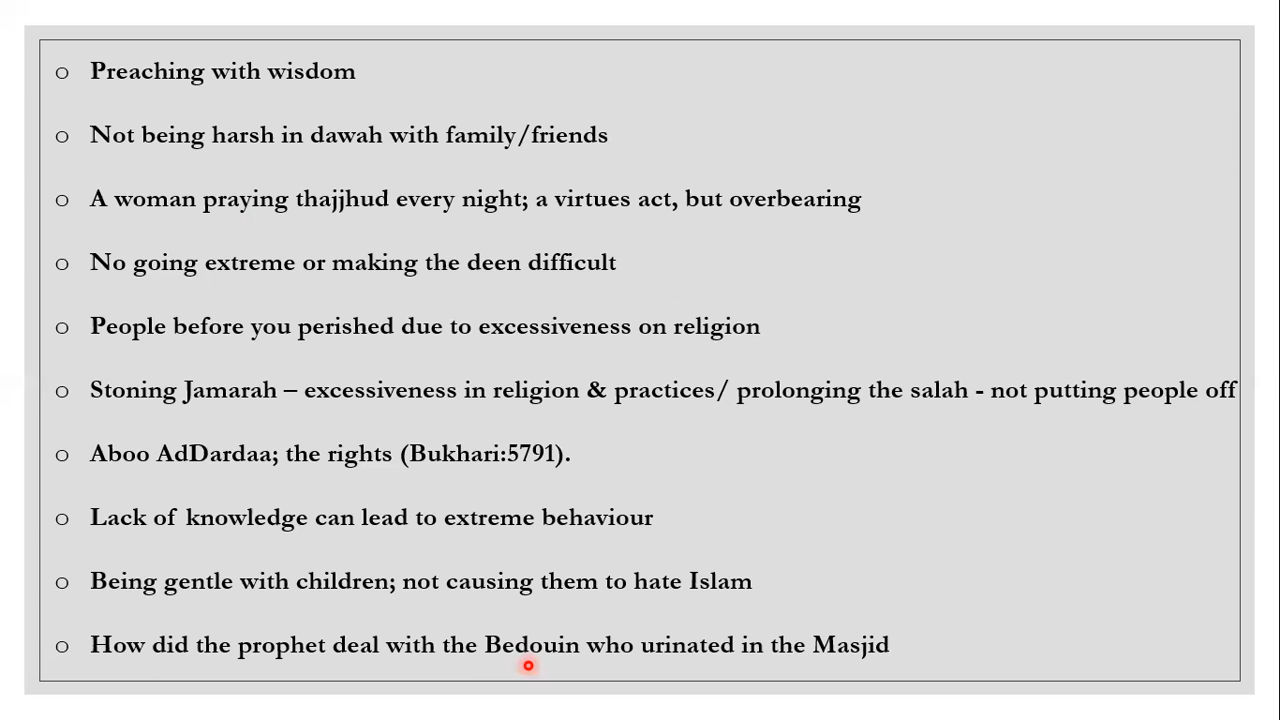 o Preaching with wisdom
o Not being harsh in dawah with family/friends
o A woman praying thajjhud every night; a virtues act, but overbearing
o No going extreme or making the deen difficult
o People before you perished due to excessiveness on religion
o Stoning Jamarah – excessiveness in religion & practices/ prolonging the salah - not putting people off
o Aboo AdDardaa; the rights (Bukhari:5791).
o Lack of knowledge can lead to extreme behaviour
o Being gentle with children; not causing them to hate Islam
o How did the prophet deal with the Bedouin who urinated in the Masjid